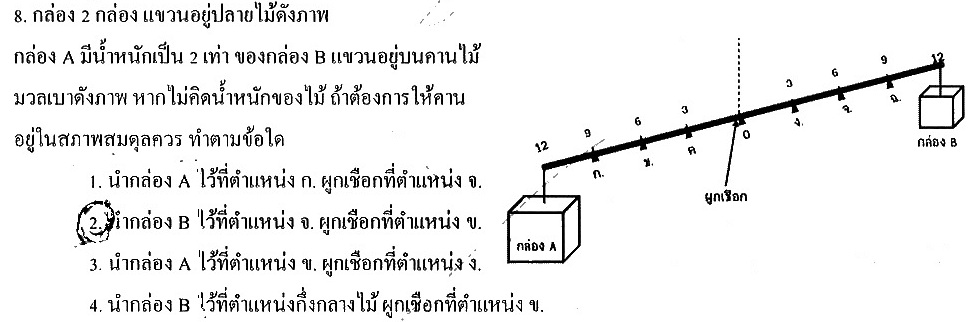 8. กล่อง 2 กล่อง แขวนอยู่ปลายไม้ดังภาพ
กล่อง A มีน้ำหนักเป็น 2 เท่า ของกล่อง B แขวนอยู่บนคานไม้
มวลเบาดังภาพ หากไม่คิดน้ำหนักของไม้ ถ้าต้องการให้คาน
อยู่ในสภาพสมดุลควร ทำตามข้อใด
1. นำกล่อง A ไว้ที่ตำแหน่ง ก. ผูกเชือกที่ตำแหน่ง จ.
2. นำกล่อง B ไว้ที่ตำแหน่ง จ. ผูกเชือกที่ตำแหน่ง ข.
3. นำกล่อง A ไว้ที่ตำแหน่ง ข. ผูกเชือกที่ตำแหน่ง ง.
4. นำกล่อง B ไว้ที่ตำแหน่งกึ่งกลางไม้ ผูกเชือกที่ตำแหน่ง ข.
12 9 6 3 0 3 6 9 12
ก. ข. ค ง. จ. ฉ.
ผูกเชือก
กล่อง A
กล่อง B